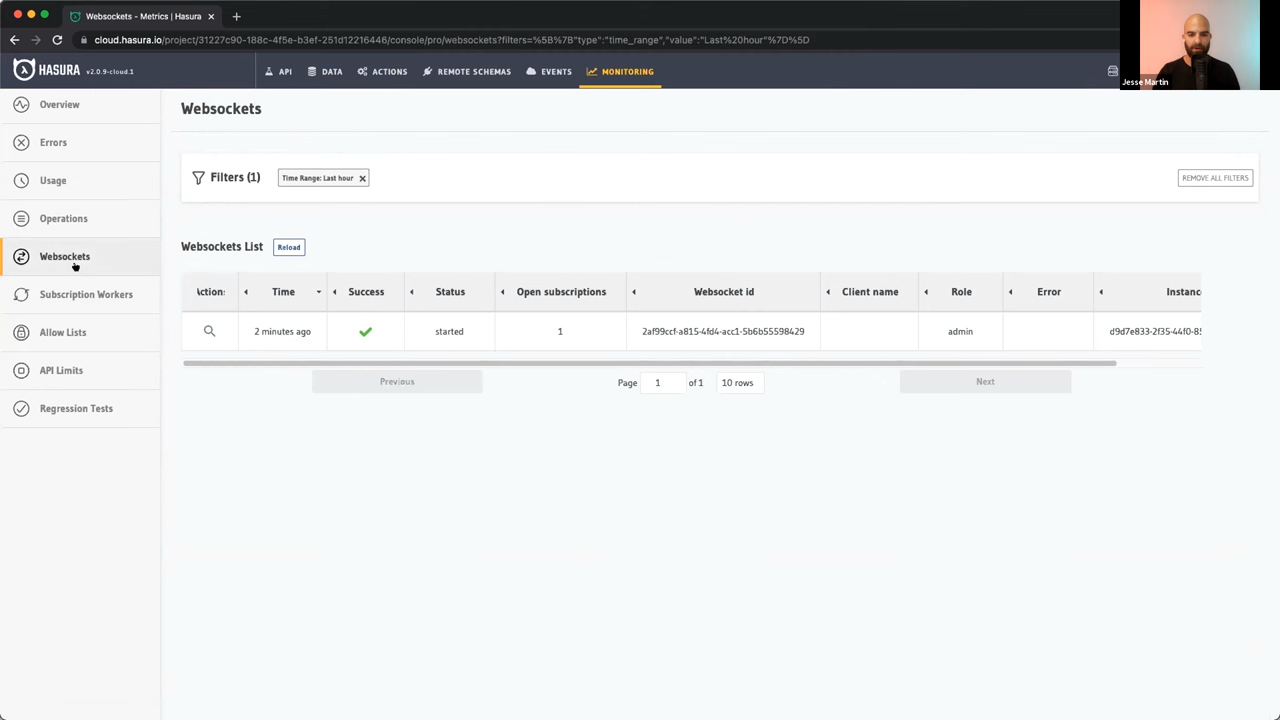 Websockets - Metrics | Hasura
cloud.hasura.io/project/31227c90-188c-4f5e-b3ef-251d12216446/console/pro/websockets?filters=%5B%7B"type":"time_range","value":"Last%20hour"%7D%5D
Jesse Martin
HASURA v2.0.9-cloud.1
API DATA ACTIONS REMOTE SCHEMAS EVENTS MONITORING
Overview
Errors
Usage
Operations
Websockets
Subscription Workers
Allow Lists
API Limits
Regression Tests
Websockets
Filters (1) Time Range: Last hour REMOVE ALL FILTERS
Websockets List Reload
Action Time Success Status Open subscriptions Websocket id Client name Role Error Instanc
2 minutes ago started 1 2af99ccf-a815-4fd4-acc1-5b6b55598429 admin d9d7e833-2f35-44f0-8
Previous Page 1 of 1 10 rows Next